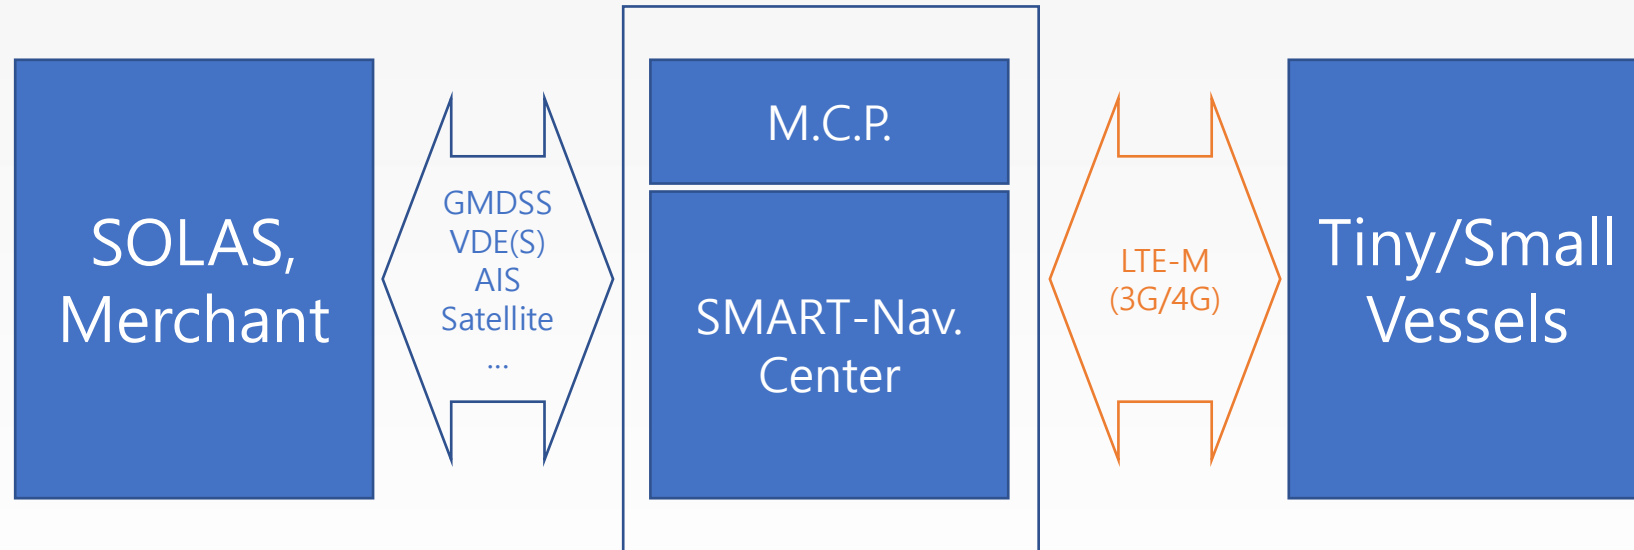 SOLAS,
Merchant
GMDSS
VDE(S)
AIS
Satellite
...
M.C.P.
SMART-Nav.
Center
LTE-M
(3G/4G)
Tiny/Small
Vessels